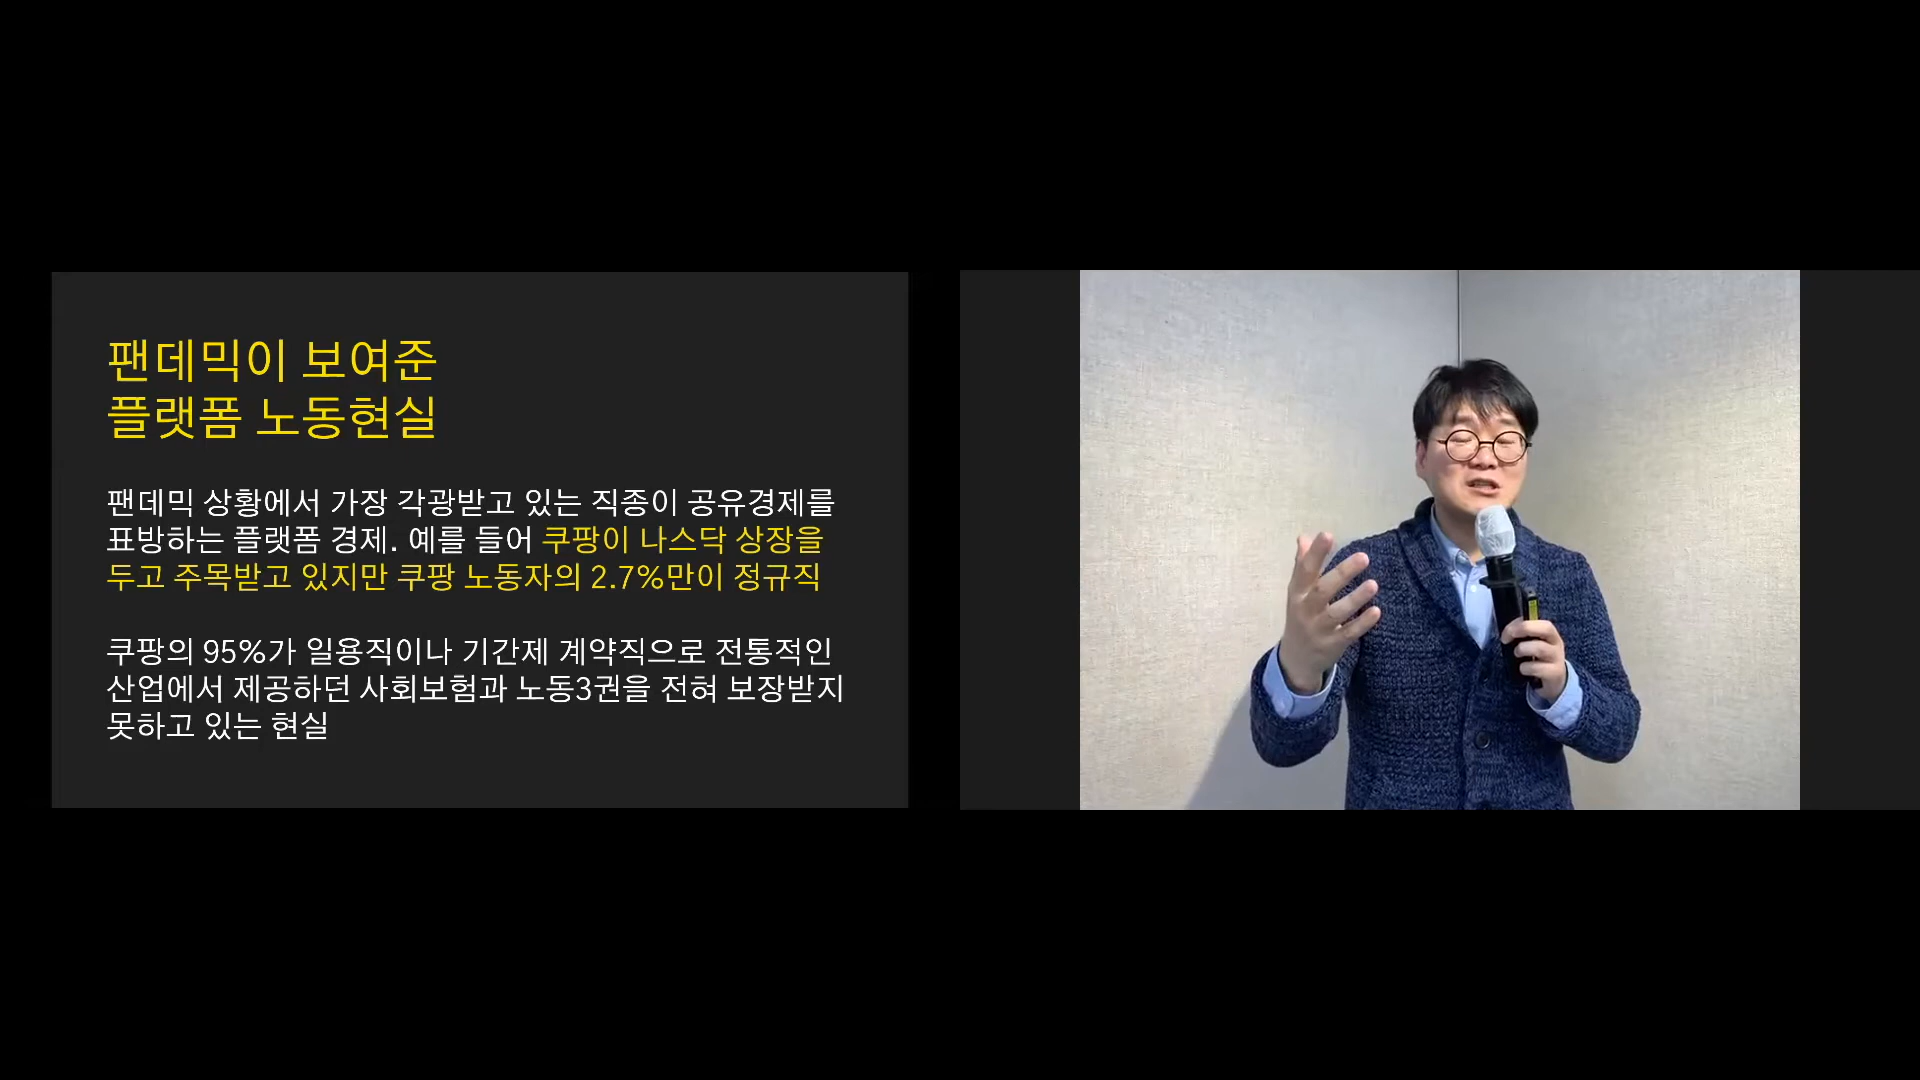 팬데믹이 보여준
플랫폼 노동현실
팬데믹 상황에서 가장 각광받고 있는 직종이 공유경제를
표방하는 플랫폼 경제. 예를 들어 쿠팡이 나스닥 상장을
두고 주목받고 있지만 쿠팡 노동자의 2.7%만이 정규직
쿠팡의 95%가 일용직이나 기간제 계약직으로 전통적인
산업에서 제공하던 사회보험과 노동3권을 전혀 보장받지
못하고 있는 현실